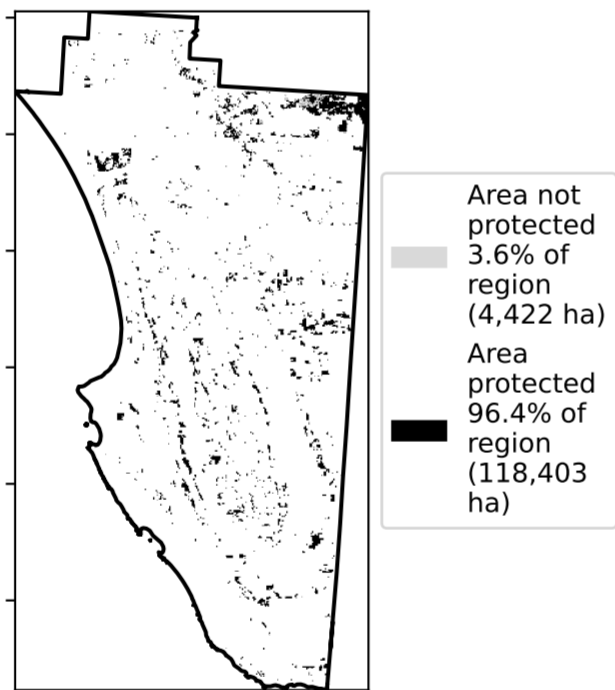 Area not
protected
3.6% of
region
(4,422 ha)
Area
protected
96.4% of
region
(118,403
ha)